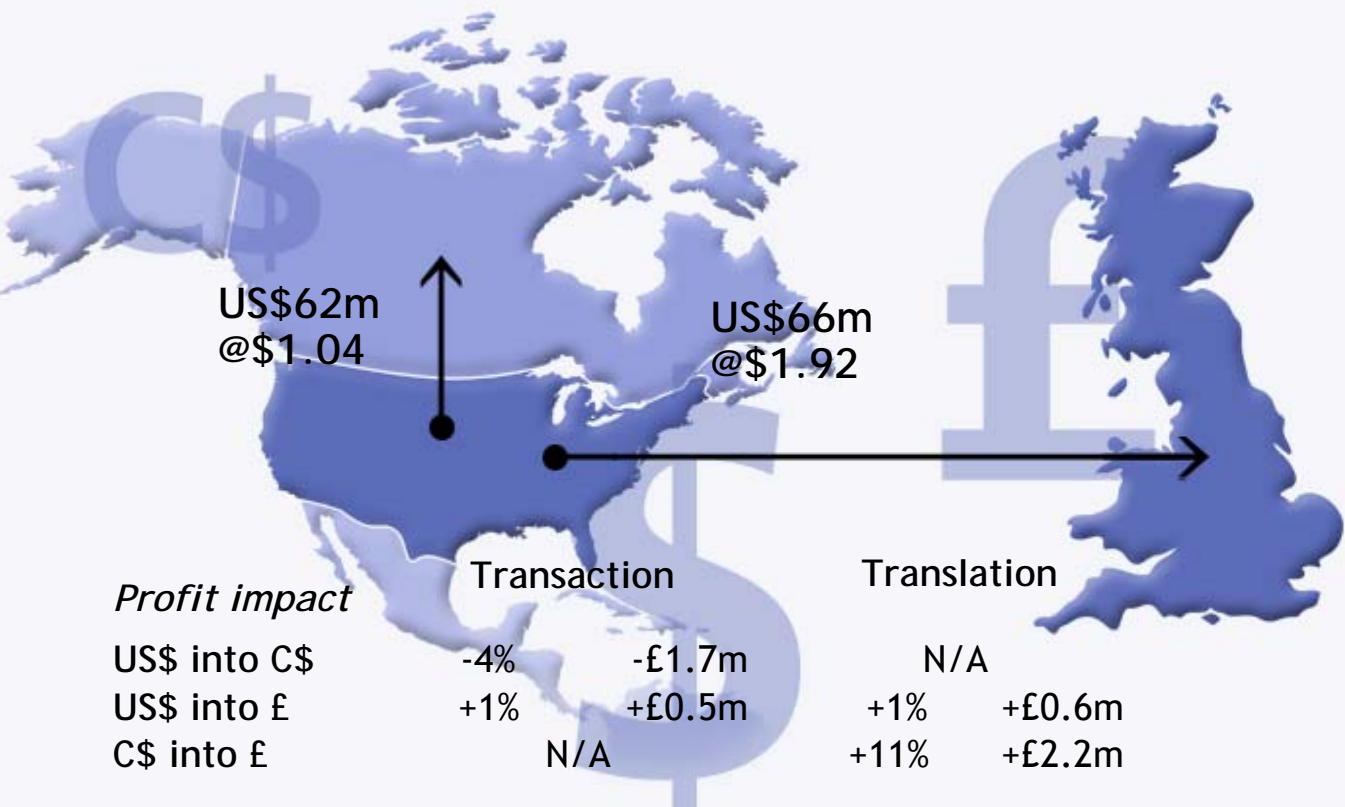 C$
£
$
US$62m
@$1.04
US$66m
@$1.92
Profit impact Transaction Translation
US$ into C$ -4% -£1.7m N/A
US$ into £ +1% +£0.5m +1% +£0.6m
C$ into £ N/A +11% +£2.2m